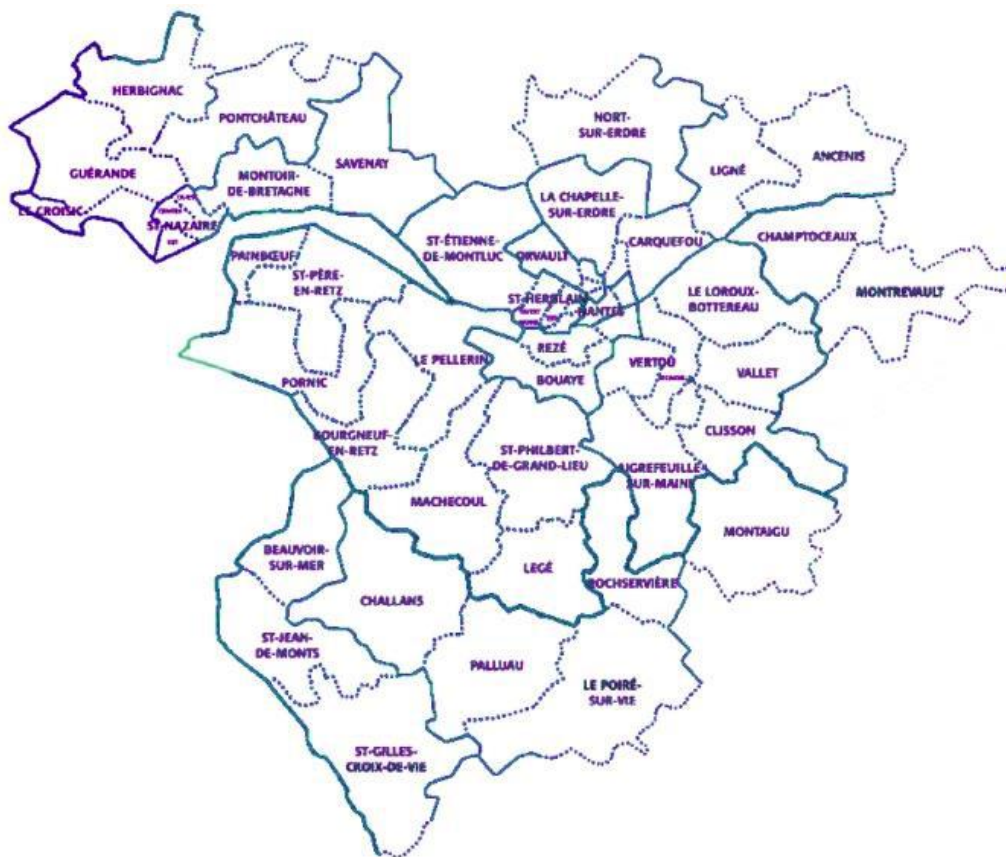 HERBIGNAC
PONTCHÂTEAU
NORT-
SUR-ERDRE
ANCENIS
LIGNÉ
SAVENAY
GUÉRANDE
MONTOIR-
DE-BRETAGNE
LA CHAPELLE-
SUR-ERDRE
LE CROISIC
ST-NAZAIRE
ST-ÉTIENNE-
DE-MONTLUC
ORVAULT
CARQUEFOU
CHAMPTOCEAUX
PAINBŒUF
ST-PÈRE-
EN-RETZ
MONTREVAULT
LE LOROUX-
BOTTEREAU
ST-HERBLAIN
NANTES
REZÉ
LE PELLERIN
VERTOU
VALLET
PORNIC
BOUAYE
BOURGNEUF-
EN-RETZ
CLISSON
ST-PHILBERT-
DE-GRAND-LIEU
AIGREFEUILLE-
SUR-MAINE
MACHECOUL
MONTAIGU
BEAUVOIR-
SUR-MER
LEGÉ
ROCHSERVIÈRE
CHALLANS
ST-JEAN-
DE-MONTS
PALLUAU
LE POIRÉ-
SUR-VIE
ST-GILLES-
CROIX-DE-VIE